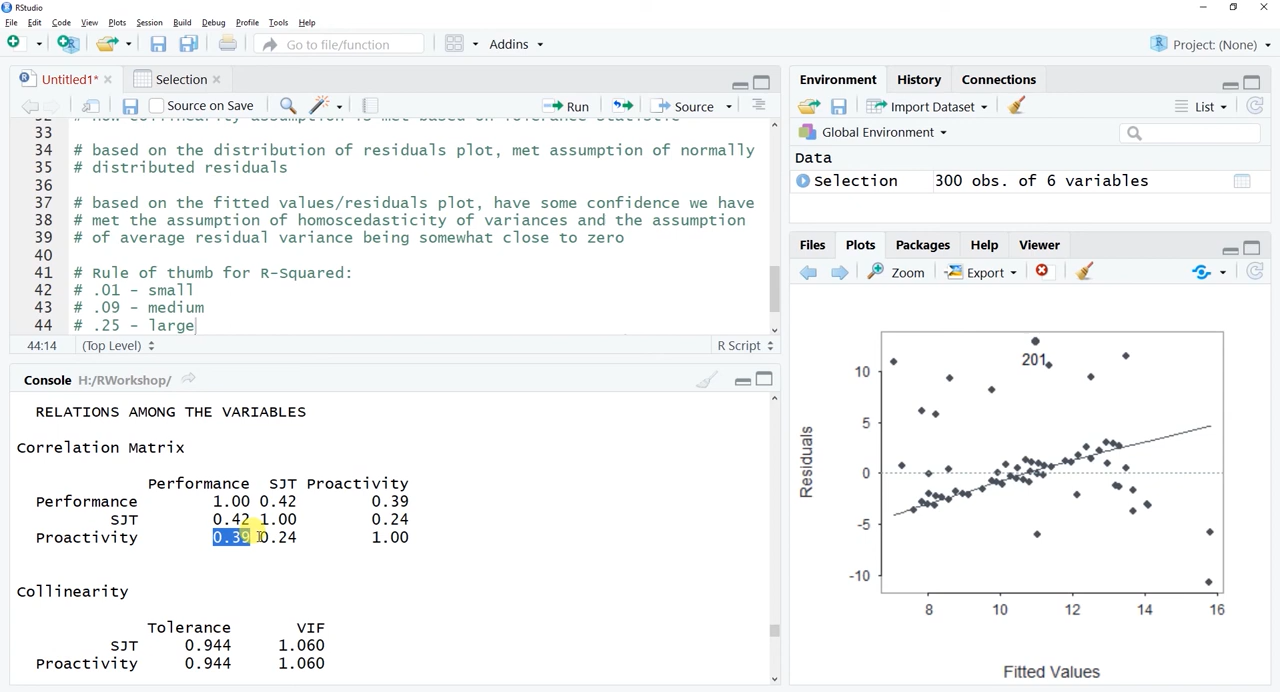 RStudio
File Edit Code View Plots Session Build Debug Profile Tools Help
Go to file/function Addins Project: (None)
Untitled1* Selection
Source on Save Run Source
32
33
34 # based on the distribution of residuals plot, met assumption of normally
35 # distributed residuals
36
37 # based on the fitted values/residuals plot, have some confidence we have
38 # met the assumption of homoscedasticity of variances and the assumption
39 # of average residual variance being somewhat close to zero
40
41 # Rule of thumb for R-Squared:
42 # .01 - small
43 # .09 - medium
44 # .25 - large
44:14 (Top Level) R Script
Console H:/RWorkshop/
RELATIONS AMONG THE VARIABLES
Correlation Matrix
Performance SJT Proactivity
Performance 1.00 0.42 0.39
SJT 0.42 1.00 0.24
Proactivity 0.39 0.24 1.00
Collinearity
Tolerance VIF
SJT 0.944 1.060
Proactivity 0.944 1.060
Environment History Connections
Import Dataset List
Global Environment
Data
Selection 300 obs. of 6 variables
Files Plots Packages Help Viewer
Zoom Export
201
10
5
0
-5
-10
Residuals
8 10 12 14 16
Fitted Values